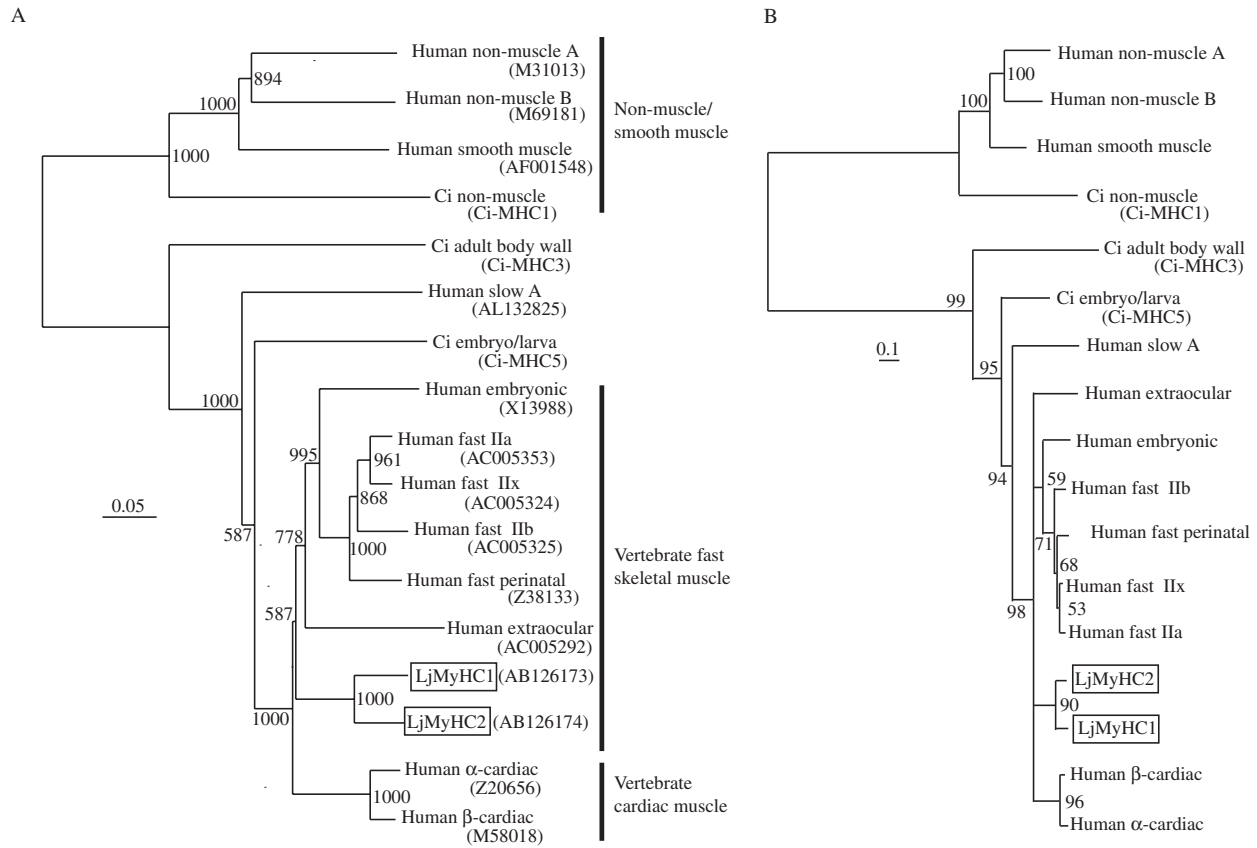 A
Human non-muscle A
(M31013)
894
1000
Human non-muscle B
(M69181)
Human smooth muscle
(AF001548)
1000
Ci non-muscle
(Ci-MHC1)
Non-muscle/
smooth muscle
Ci adult body wall
(Ci-MHC3)
Human slow A
(AL132825)
Ci embryo/larva
(Ci-MHC5)
1000
Human embryonic
(X13988)
Human fast IIa
(AC005353)
995
961
Human fast IIx
(AC005324)
868
Human fast IIb
(AC005325)
0.05
587
778
1000
Human fast perinatal
(Z38133)
587
Human extraocular
(AC005292)
LjMyHC1 (AB126173)
1000
LjMyHC2 (AB126174)
1000
Vertebrate fast
skeletal muscle
Human α-cardiac
(Z20656)
1000
Human β-cardiac
(M58018)
Vertebrate
cardiac muscle
B
Human non-muscle A
100
Human non-muscle B
100
Human smooth muscle
Ci non-muscle
(Ci-MHC1)
Ci adult body wall
(Ci-MHC3)
99
Ci embryo/larva
(Ci-MHC5)
0.1
Human slow A
95
Human extraocular
Human embryonic
94
59
Human fast IIb
Human fast perinatal
71
68
Human fast IIx
53
98
Human fast IIa
LjMyHC2
90
LjMyHC1
Human β-cardiac
96
Human α-cardiac